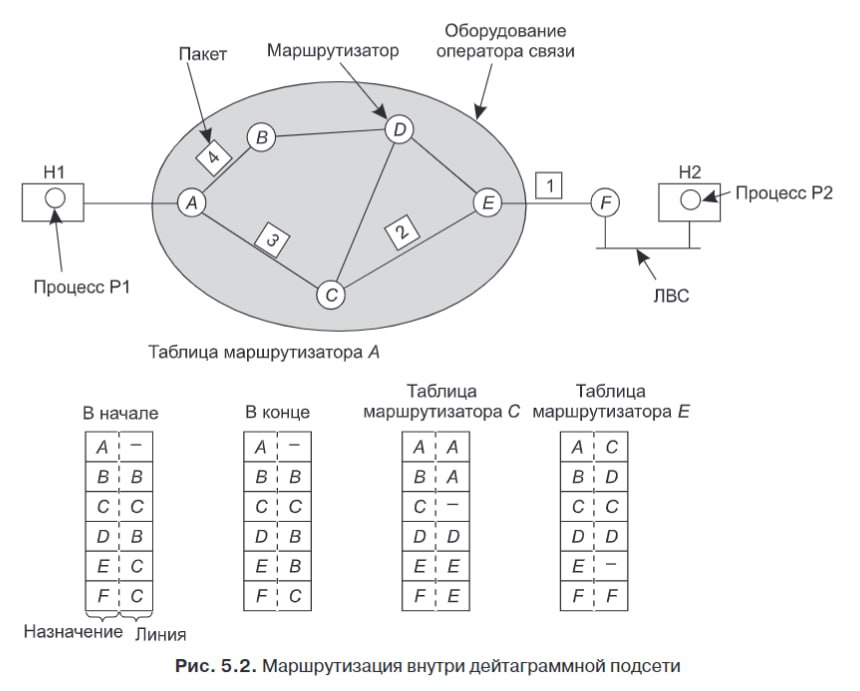 Оборудование
оператора связи
Маршрутизатор
Пакет
B
D
4
H1
1
H2
Процесс P2
A
E
F
3
2
Процесс P1
C
ЛВС
Таблица маршрутизатора A
В начале
В конце
Таблица
маршрутизатора C
Таблица
маршрутизатора E
A –
B B
C C
D B
E C
F C
A –
B B
C C
D B
E B
F C
A A
B A
C –
D D
E E
F E
A C
B D
C C
D D
E –
F F
Назначение Линия
Рис. 5.2. Маршрутизация внутри дейтаграммной подсети